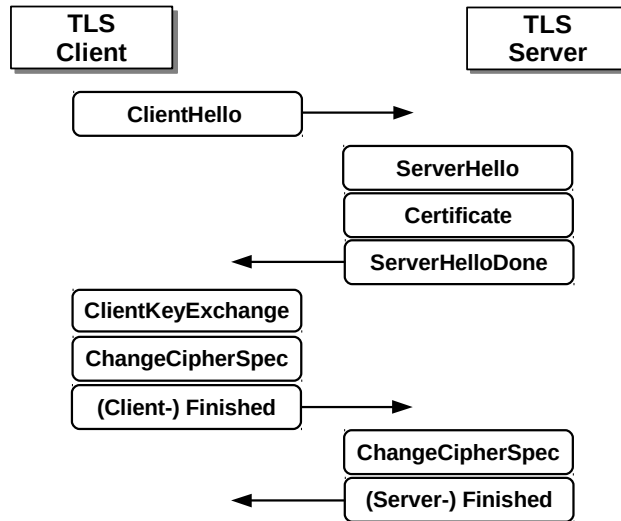 TLS
Client
TLS
Server
ClientHello
ServerHello
Certificate
ServerHelloDone
ClientKeyExchange
ChangeCipherSpec
(Client-) Finished
ChangeCipherSpec
(Server-) Finished